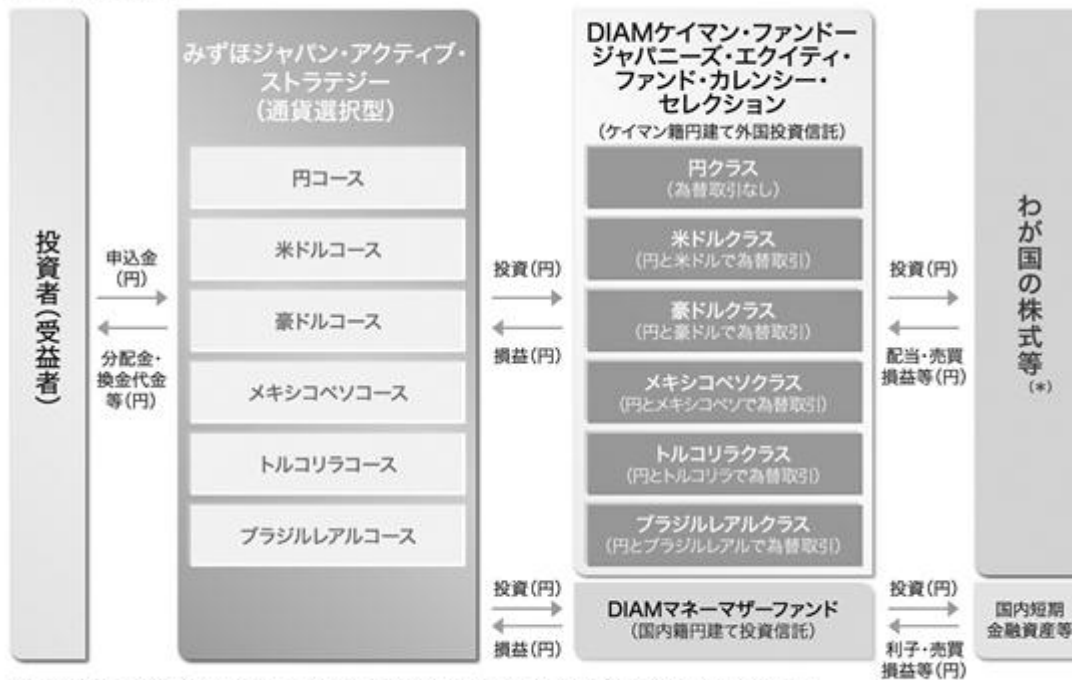 投資者(受益者)
申込金
(円)
分配金・
換金代金
等(円)
みずほジャパン・アクティブ・
ストラテジー
(通貨選択型)
円コース
米ドルコース
豪ドルコース
メキシコペソコース
トルコリラコース
ブラジルレアルコース
投資(円)
損益(円)
投資(円)
損益(円)
DIAMケイマン・ファンドー
ジャパニーズ・エクイティ・
ファンド・カレンシー・
セレクション
(ケイマン籍円建て外国投資信託)
円クラス
(為替取引なし)
米ドルクラス
(円と米ドルで為替取引)
豪ドルクラス
(円と豪ドルで為替取引)
メキシコペソクラス
(円とメキシコペソで為替取引)
トルコリラクラス
(円とトルコリラで為替取引)
ブラジルレアルクラス
(円とブラジルレアルで為替取引)
DIAMマネーマザーファンド
(国内籍円建て投資信託)
投資(円)
配当・売買
損益等(円)
投資(円)
利子・売買
損益等(円)
わが国の株式等
(*)
国内短期
金融資産等